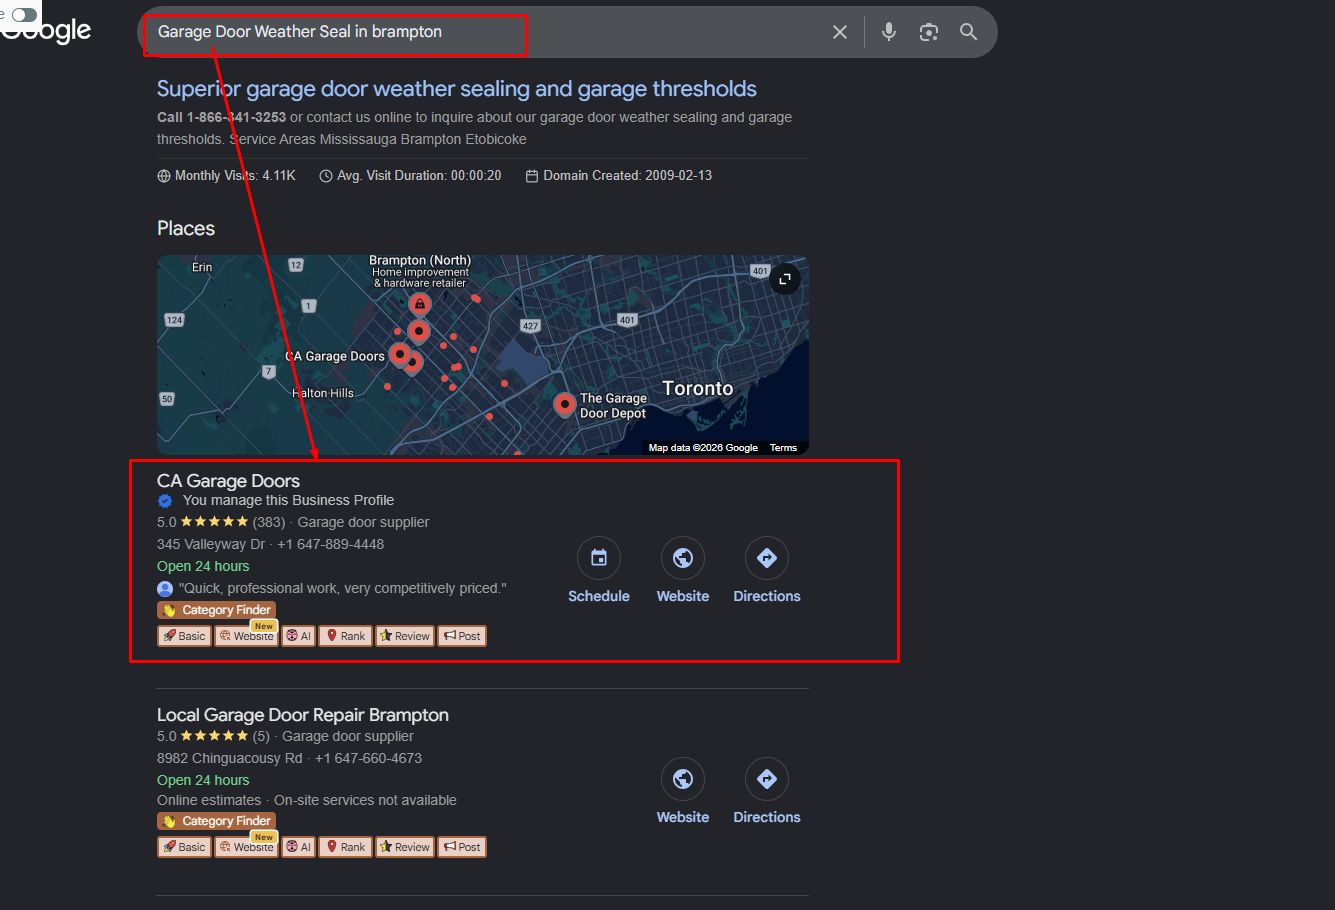 e
Google
Garage Door Weather Seal in brampton
Superior garage door weather sealing and garage thresholds
Call 1-866-841-3253 or contact us online to inquire about our garage door weather sealing and garage
thresholds. Service Areas Mississauga Brampton Etobicoke
Monthly Visits: 4.11K Avg. Visit Duration: 00:00:20 Domain Created: 2009-02-13
Places
Erin
12
Brampton (North)
Home improvement
& hardware retailer
401
1
124
427
401
CA Garage Doors
7
Halton Hills
50
Toronto
The Garage
Door Depot
Map data ©2026 Google Terms
CA Garage Doors
You manage this Business Profile
5.0 (383) · Garage door supplier
345 Valleyway Dr · +1 647-889-4448
Open 24 hours
"Quick, professional work, very competitively priced."
Schedule Website Directions
Category Finder
New
Basic Website AI Rank Review Post
Local Garage Door Repair Brampton
5.0 (5) · Garage door supplier
8982 Chinguacousy Rd · +1 647-660-4673
Open 24 hours
Online estimates · On-site services not available
Website Directions
Category Finder
New
Basic Website AI Rank Review Post